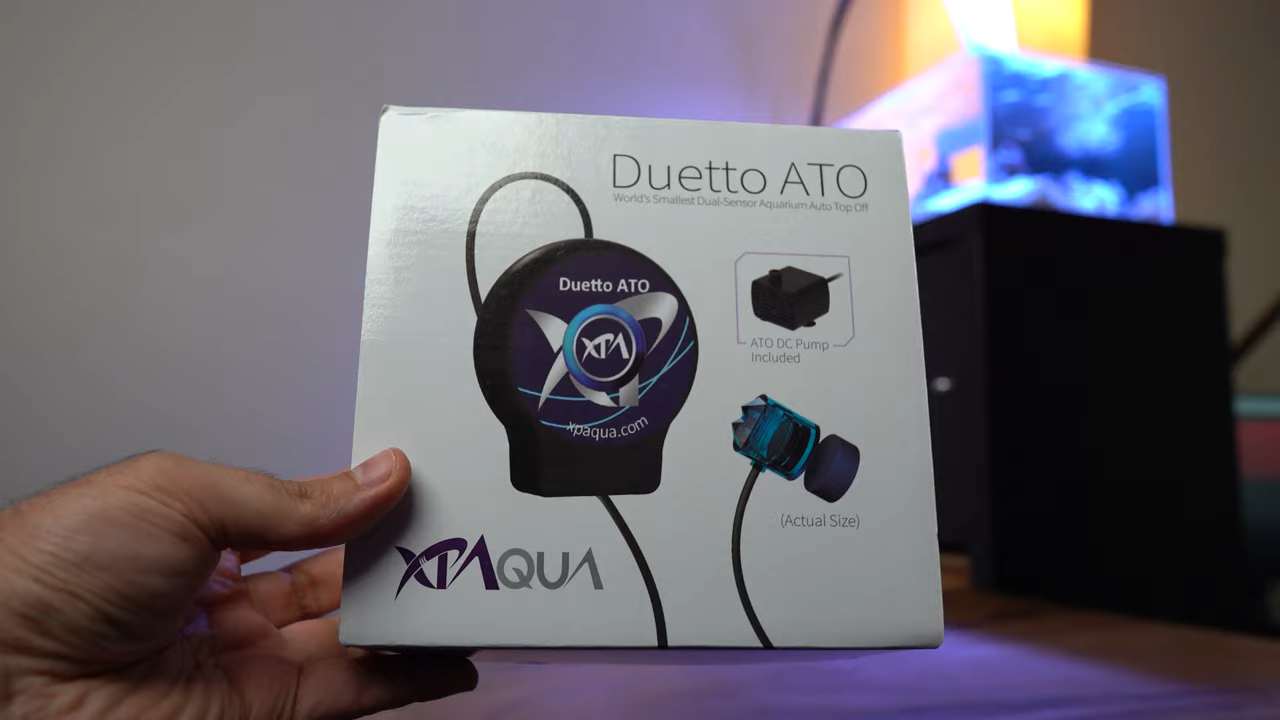 Duetto ATO
World's Smallest Dual-Sensor Aquarium Auto Top Off
Duetto ATO
XPA
xpaqua.com
ATO DC Pump
Included
(Actual Size)
XPAQUA